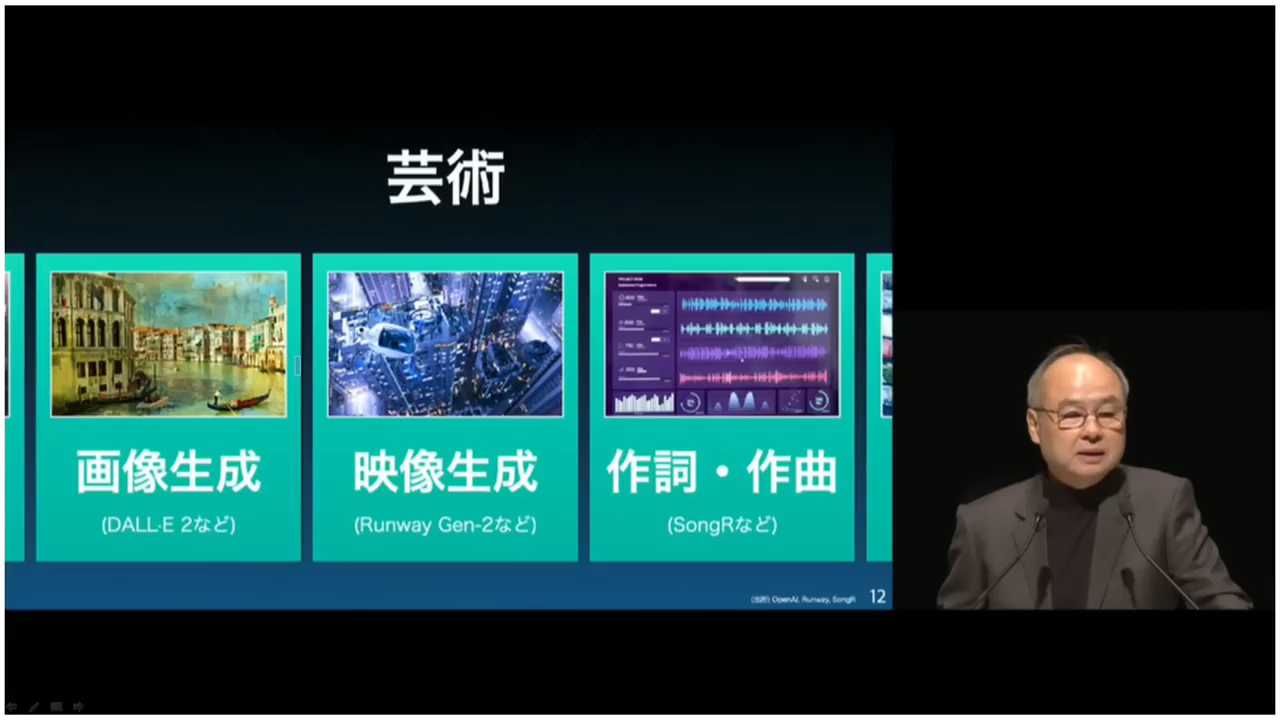 芸術
画像生成
(DALL·E 2など)
映像生成
(Runway Gen-2など)
作詞・作曲
(SongRなど)
(出所) OpenAI, Runway, SongR
12